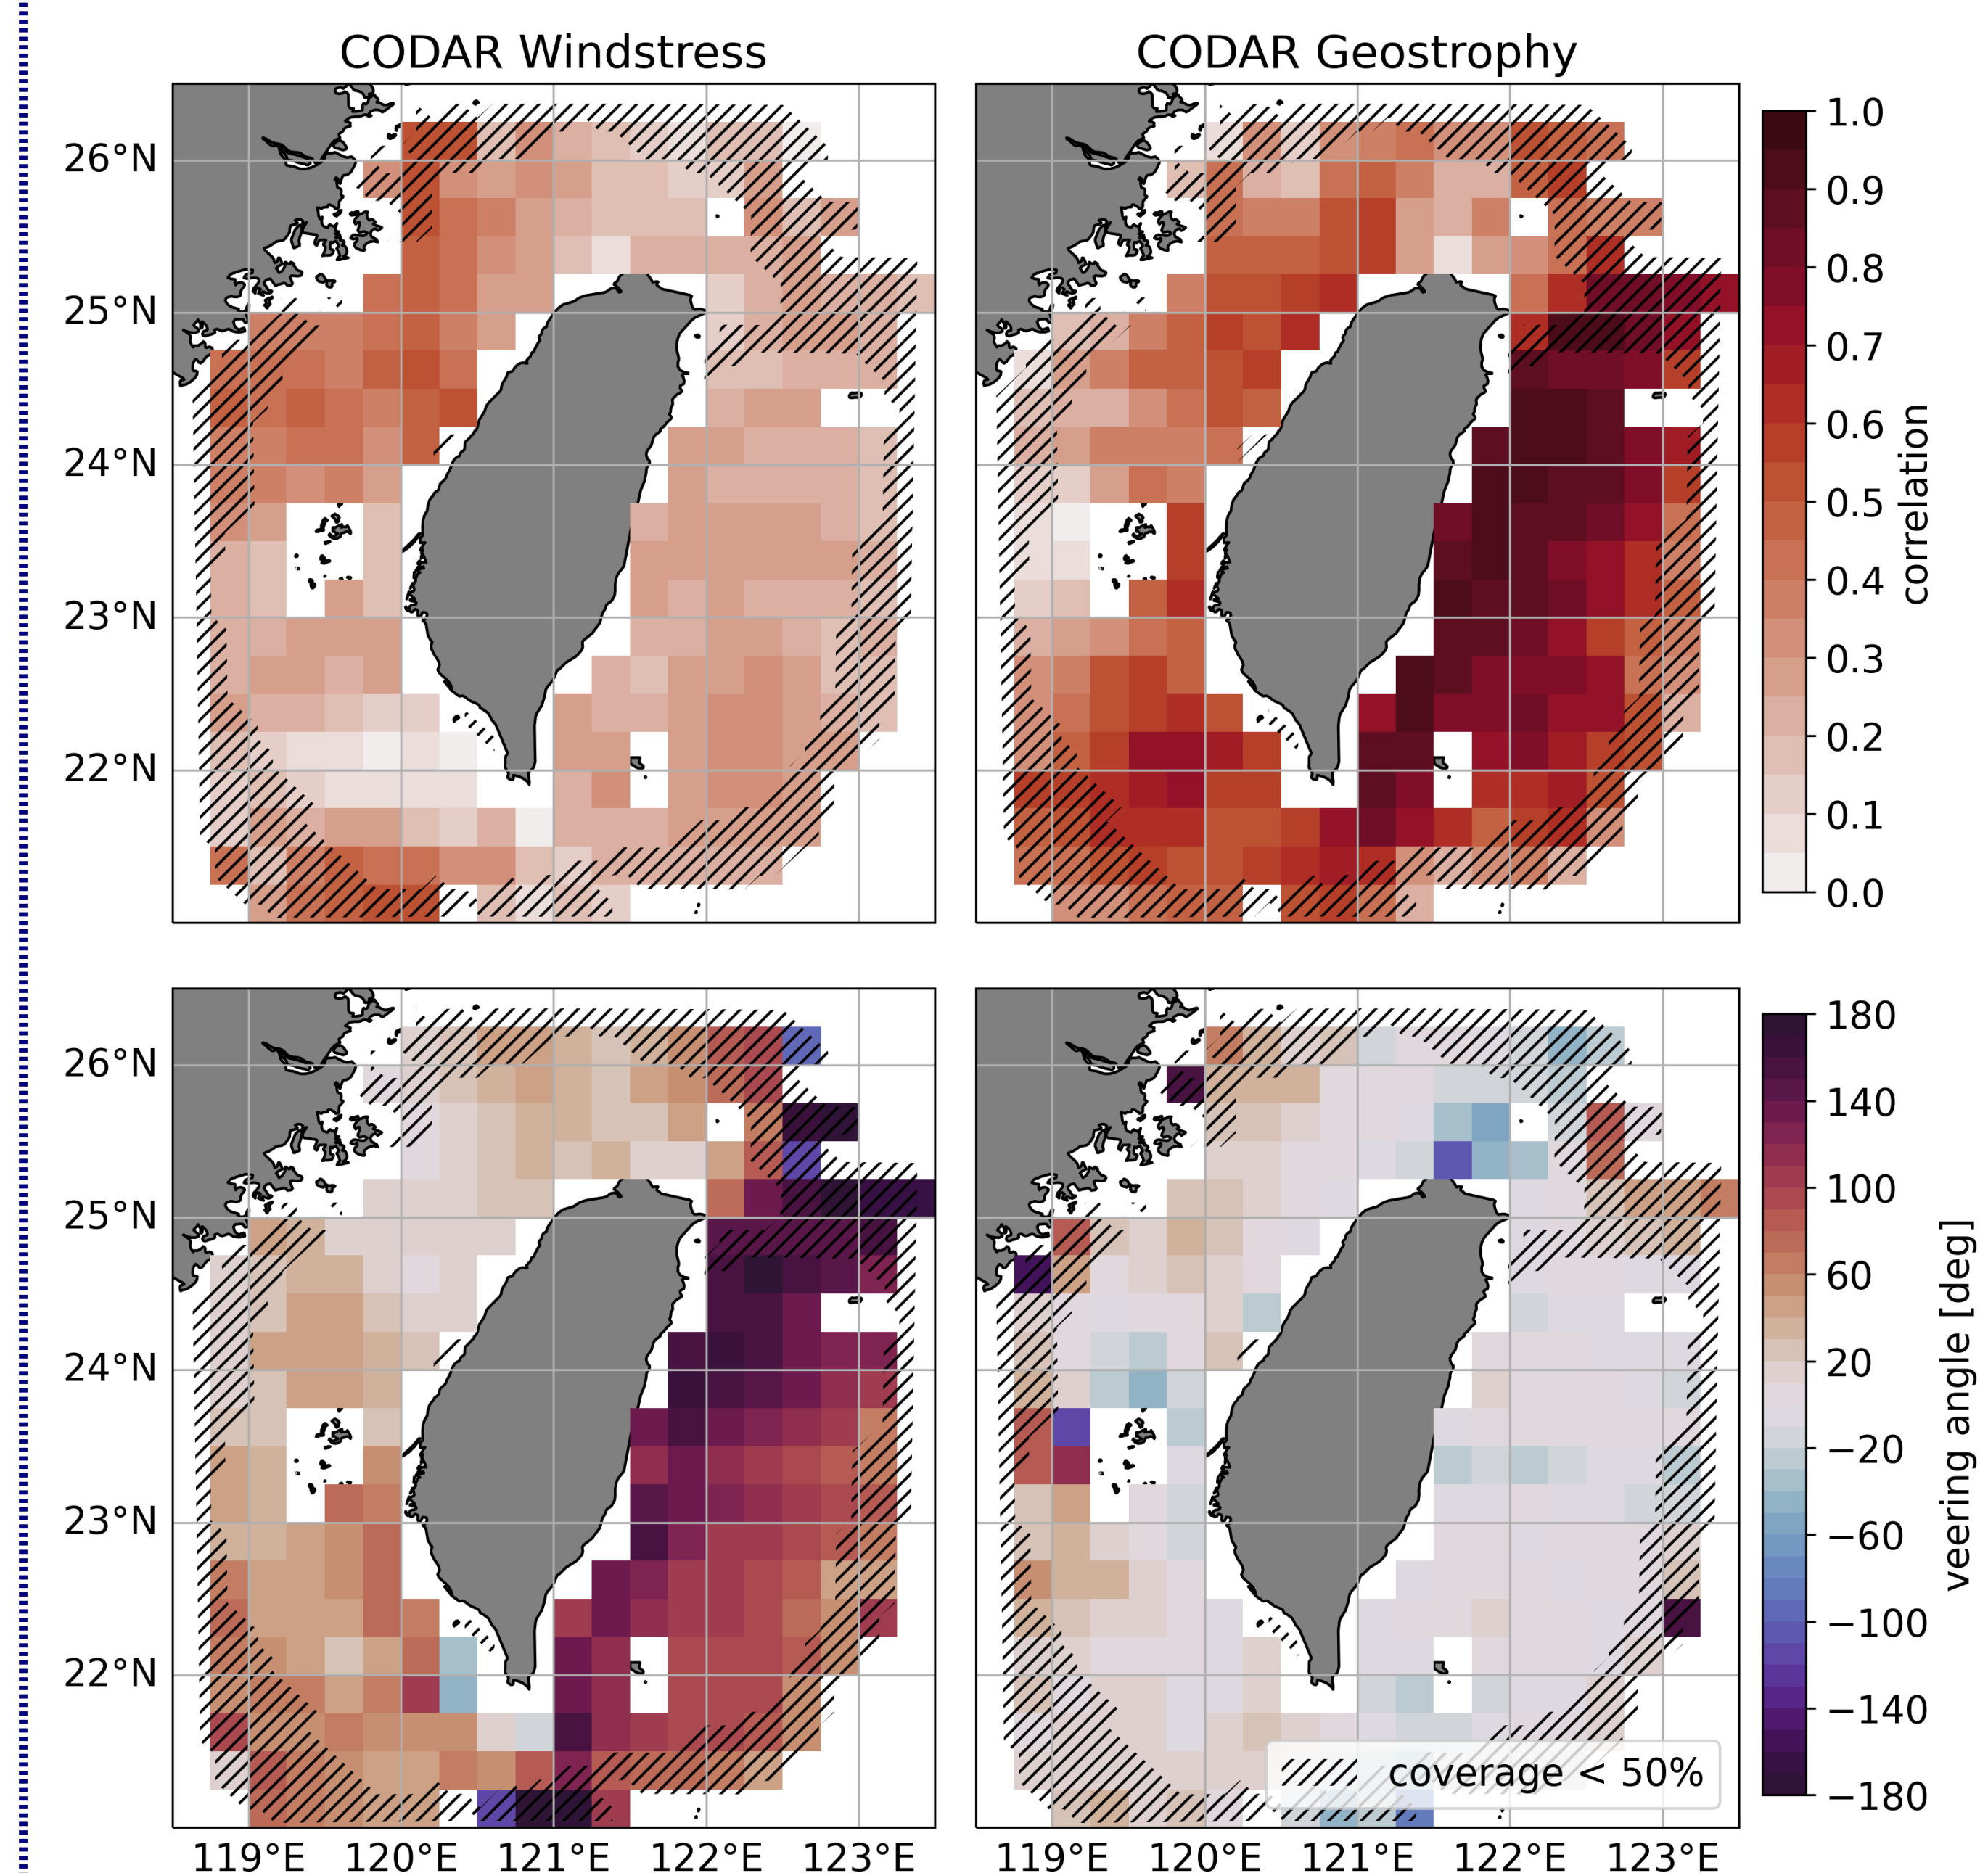 CODAR Windstress
CODAR Geostrophy
26°N
25°N
24°N
23°N
22°N
1.0
0.9
0.8
0.7
0.6
0.5
0.4
0.3
0.2
0.1
0.0
correlation
26°N
25°N
24°N
23°N
22°N
119°E 120°E 121°E 122°E 123°E
119°E 120°E 121°E 122°E 123°E
coverage < 50%
180
140
100
60
20
−20
−60
−100
−140
−180
veering angle [deg]